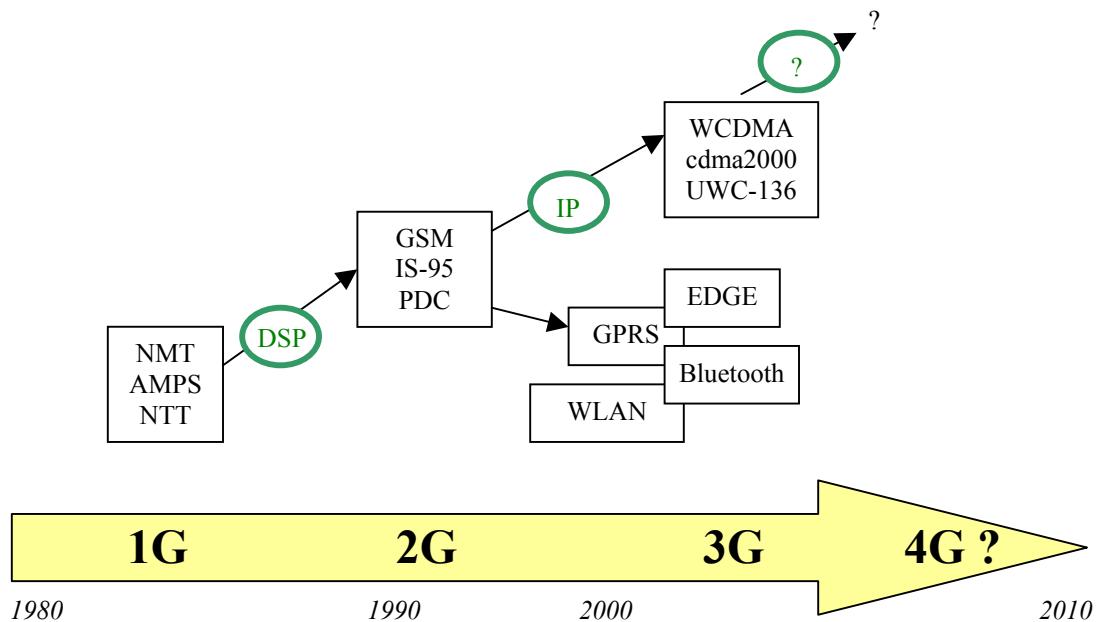 ?
?
WCDMA
cdma2000
UWC-136
IP
GSM
IS-95
PDC
EDGE
GPRS
DSP
NMT
AMPS
NTT
Bluetooth
WLAN
1G 2G 3G 4G ?
1980 1990 2000 2010